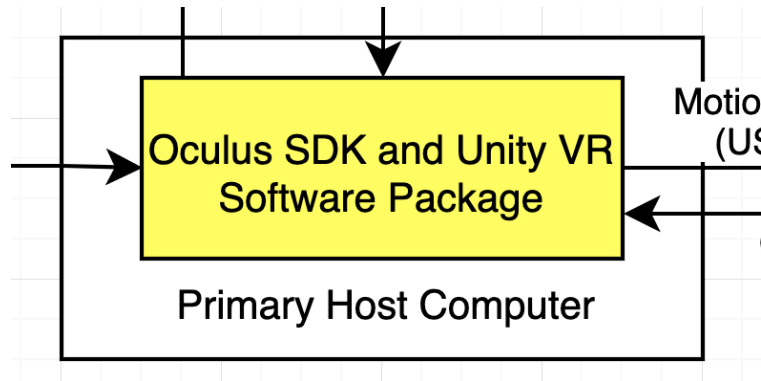 Oculus SDK and Unity VR
Software Package
Primary Host Computer